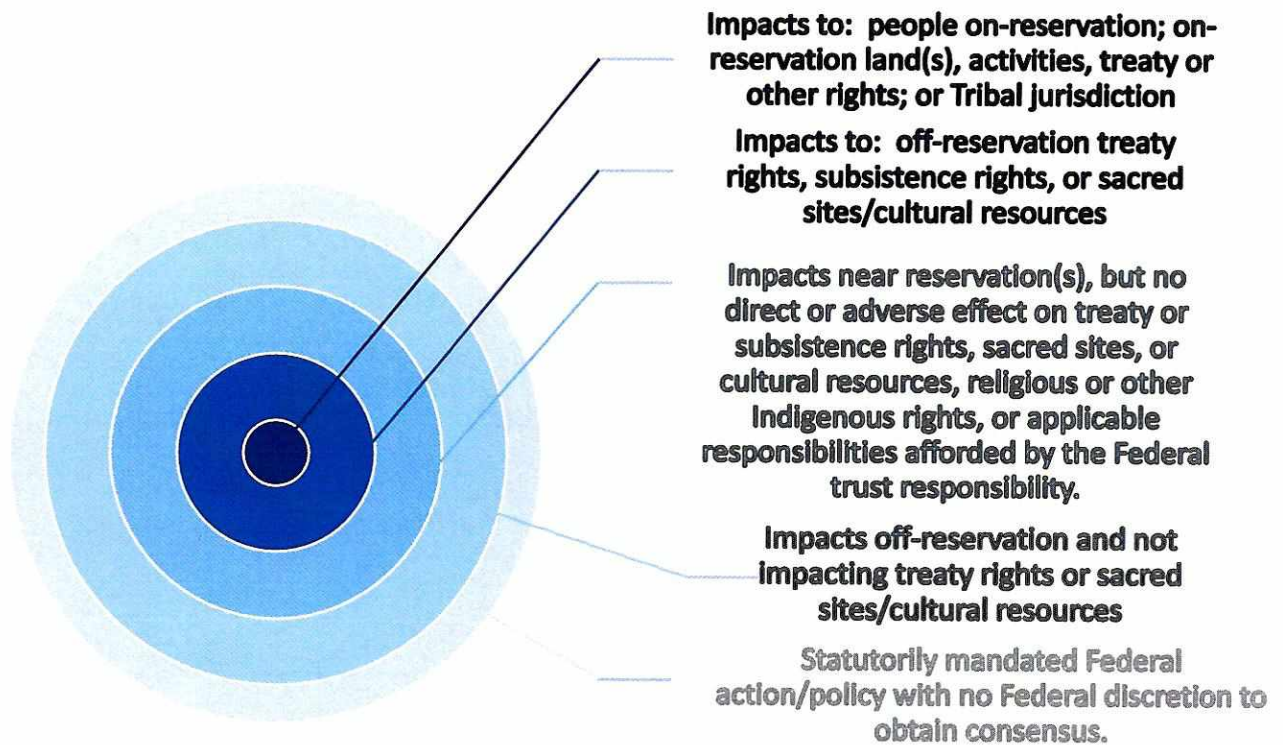 Impacts to: people on-reservation; on-
reservation land(s), activities, treaty or
other rights; or Tribal jurisdiction
Impacts to: off-reservation treaty
rights, subsistence rights, or sacred
sites/cultural resources
Impacts near reservation(s), but no
direct or adverse effect on treaty or
subsistence rights, sacred sites, or
cultural resources, religious or other
Indigenous rights, or applicable
responsibilities afforded by the Federal
trust responsibility.
Impacts off-reservation and not
impacting treaty rights or sacred
sites/cultural resources
Statutorily mandated Federal
action/policy with no Federal discretion to
obtain consensus.